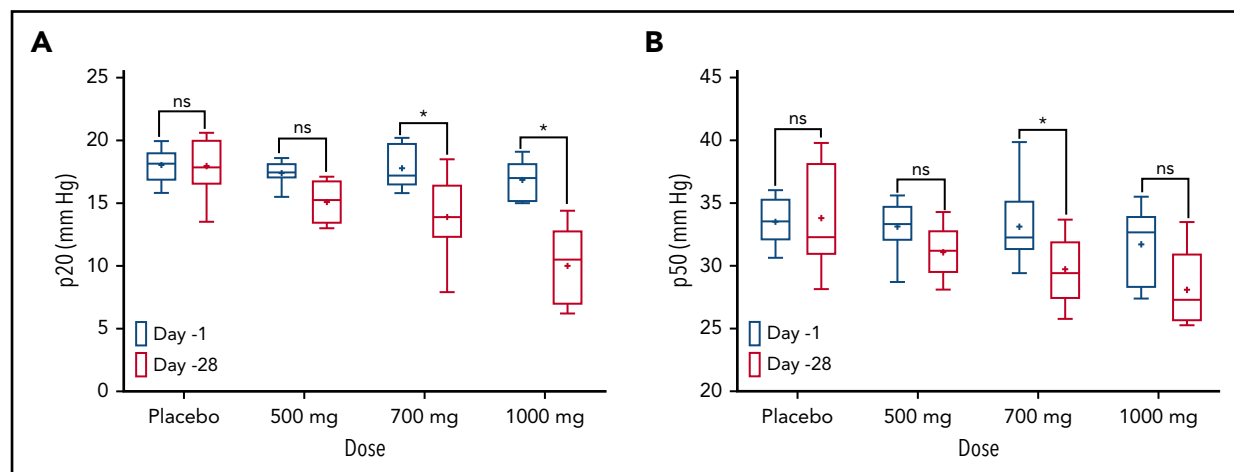 A
p20 (mm Hg)
25
20
15
10
5
0
ns
ns
*
*
Day -1
Day -28
Placebo
500 mg
700 mg
1000 mg
Dose
B
p50 (mm Hg)
45
40
35
30
25
20
ns
ns
*
ns
Day -1
Day -28
Placebo
500 mg
700 mg
1000 mg
Dose